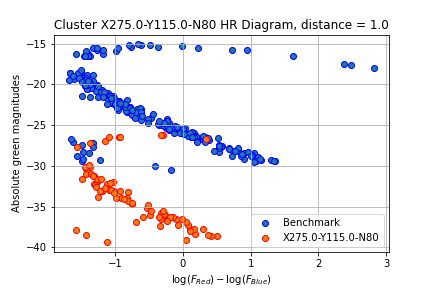 Cluster X275.0-Y115.0-N80 HR Diagram, distance = 1.0
Absolute green magnitudes
−15
−20
−25
−30
−35
−40
Benchmark
X275.0-Y115.0-N80
−1
0
1
2
3
log(F_Red) − log(F_Blue)